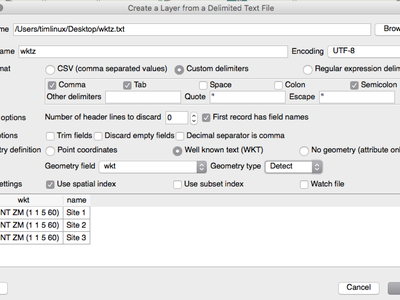 Create a Layer from a Delimited Text File
me /Users/timlinux/Desktop/wktz.txt Brow
name wktz Encoding UTF-8
mat CSV (comma separated values) Custom delimiters Regular expression delim
Comma Tab Space Colon Semicolon
Other delimiters Quote " Escape "
options Number of header lines to discard 0 First record has field names
ptions Trim fields Discard empty fields Decimal separator is comma
try definition Point coordinates Well known text (WKT) No geometry (attribute only
Geometry field wkt Geometry type Detect
ettings Use spatial index Use subset index Watch file
wkt name
NT ZM (1 1 5 60) Site 1
NT ZM (1 1 5 60) Site 2
NT ZM (1 1 5 60) Site 3
Cancel